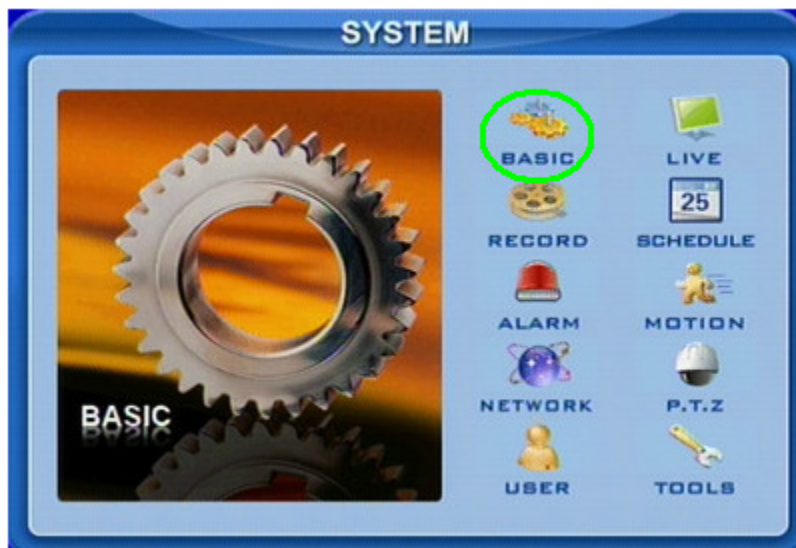 SYSTEM
BASIC
LIVE
RECORD
25
SCHEDULE
ALARM
MOTION
NETWORK
P.T.Z
BASIC
USER
TOOLS